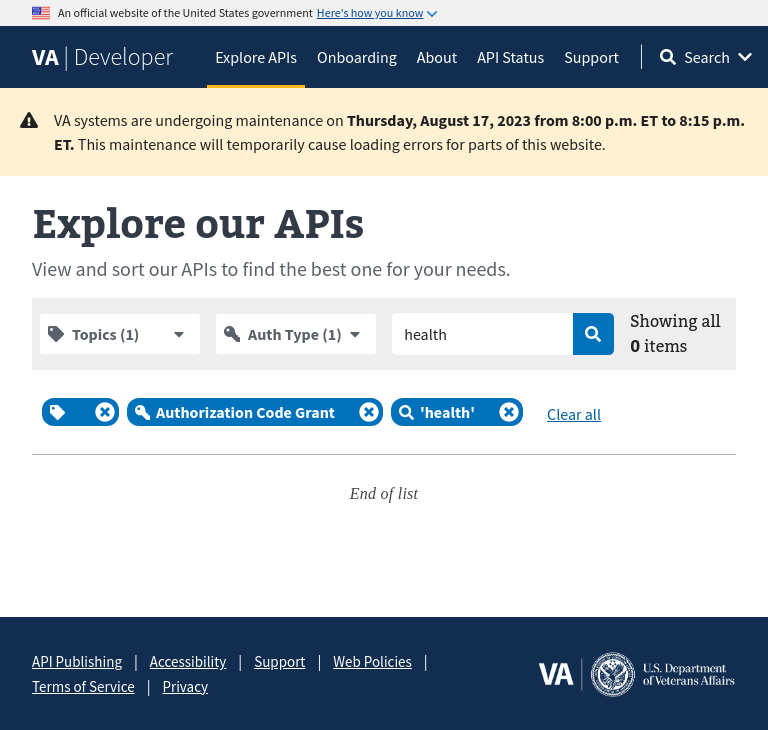 An official website of the United States government Here's how you know
VA | Developer
Explore APIs Onboarding About API Status Support Search
VA systems are undergoing maintenance on Thursday, August 17, 2023 from 8:00 p.m. ET to 8:15 p.m.
ET. This maintenance will temporarily cause loading errors for parts of this website.
Explore our APIs
View and sort our APIs to find the best one for your needs.
Topics (1) Auth Type (1) health
Showing all
0 items
Authorization Code Grant 'health' Clear all
End of list
API Publishing | Accessibility | Support | Web Policies |
Terms of Service | Privacy
VA
U.S. Department
of Veterans Affairs